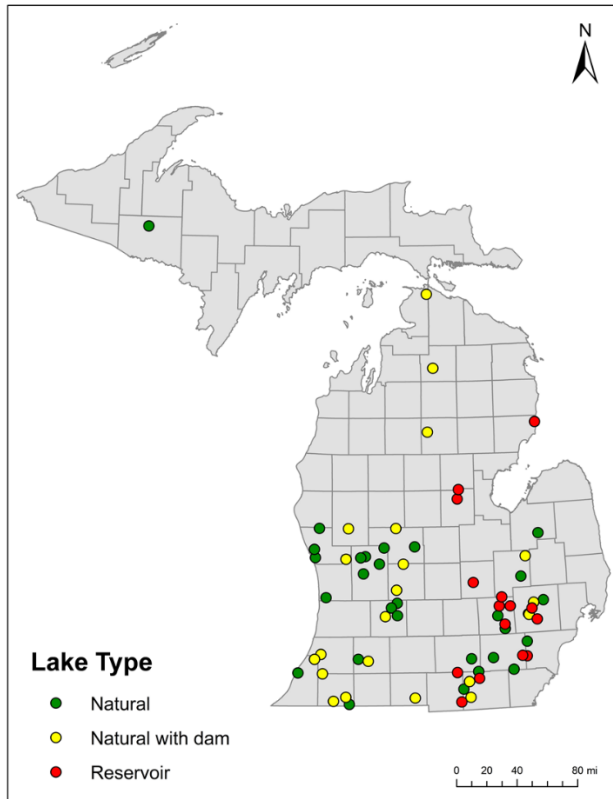 N
Lake Type
Natural
Natural with dam
Reservoir
0 20 40 80 mi